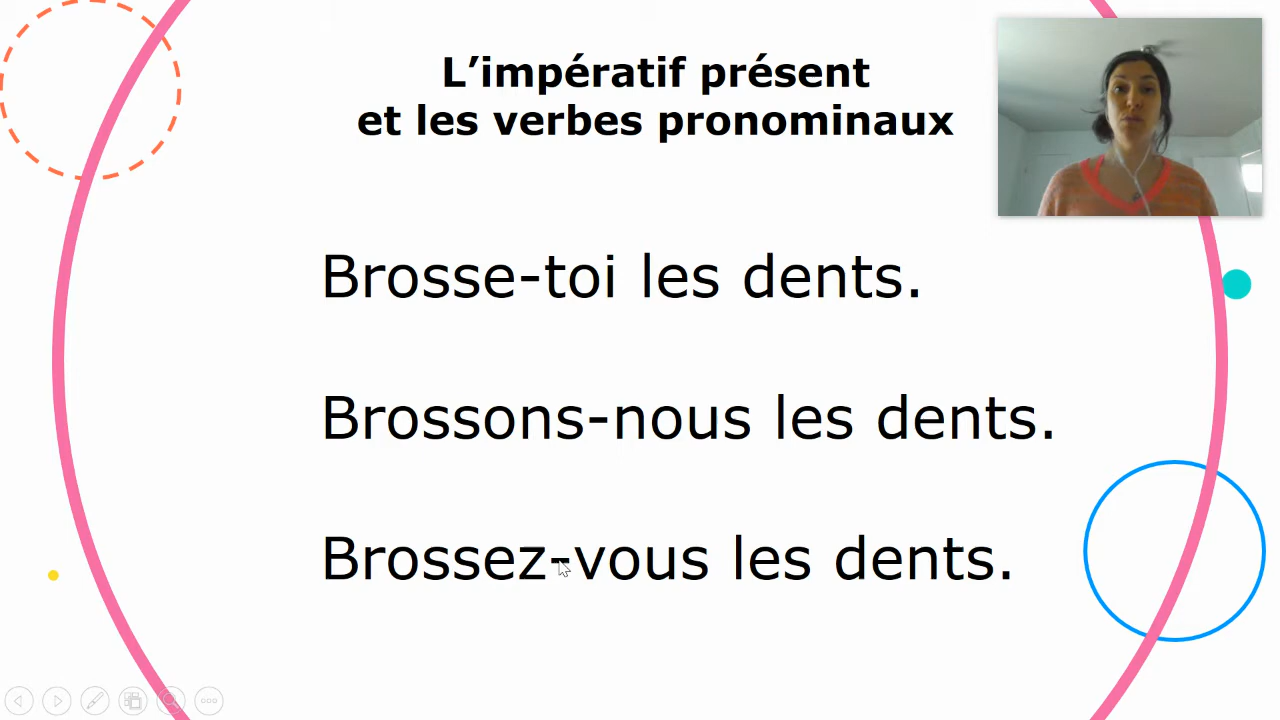 L’impératif présent
et les verbes pronominaux
Brosse-toi les dents.
Brossons-nous les dents.
Brossez-vous les dents.